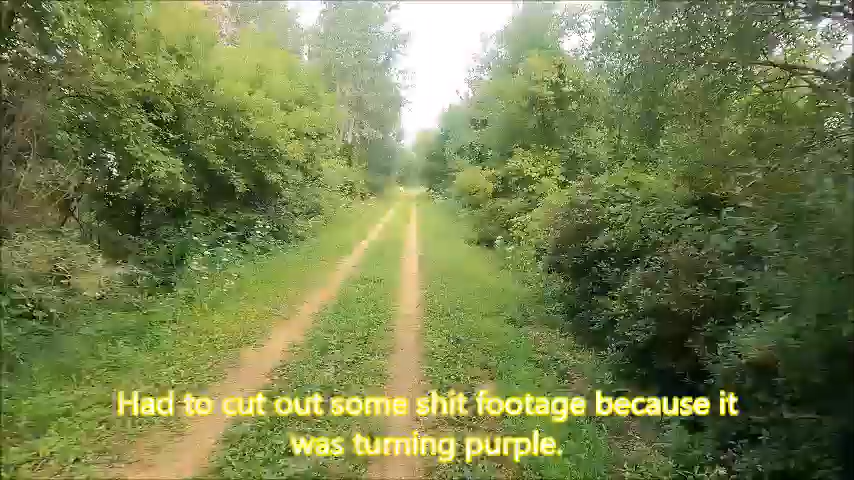 Had to cut out some shit footage because it
was turning purple.